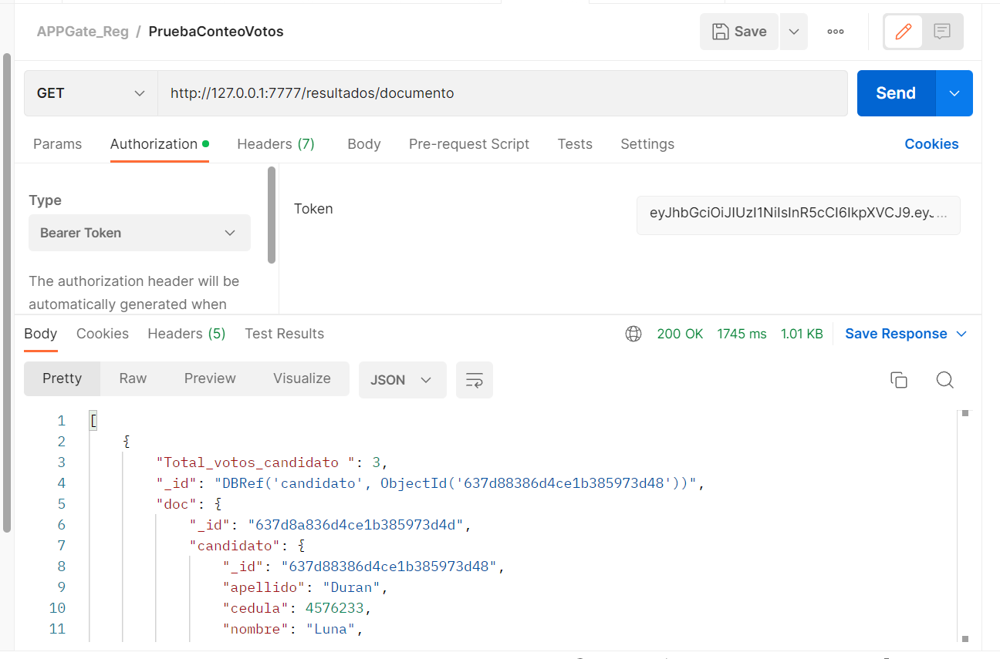 APPGate_Reg / PruebaConteoVotos
Save
GET
http://127.0.0.1:7777/resultados/documento
Send
Params Authorization Headers (7) Body Pre-request Script Tests Settings Cookies
Type
Token
eyJhbGciOiJIUzI1NiIsInR5cCI6IkpXVCJ9.eyJ...
Bearer Token
The authorization header will be
automatically generated when
Body Cookies Headers (5) Test Results 200 OK 1745 ms 1.01 KB Save Response
Pretty Raw Preview Visualize JSON
1 [
2 {
3 "Total_votos_candidato ": 3,
4 "_id": "DBRef('candidato', ObjectId('637d88386d4ce1b385973d48'))",
5 "doc": {
6 "_id": "637d8a836d4ce1b385973d4d",
7 "candidato": {
8 "_id": "637d88386d4ce1b385973d48",
9 "apellido": "Duran",
10 "cedula": 4576233,
11 "nombre": "Luna",